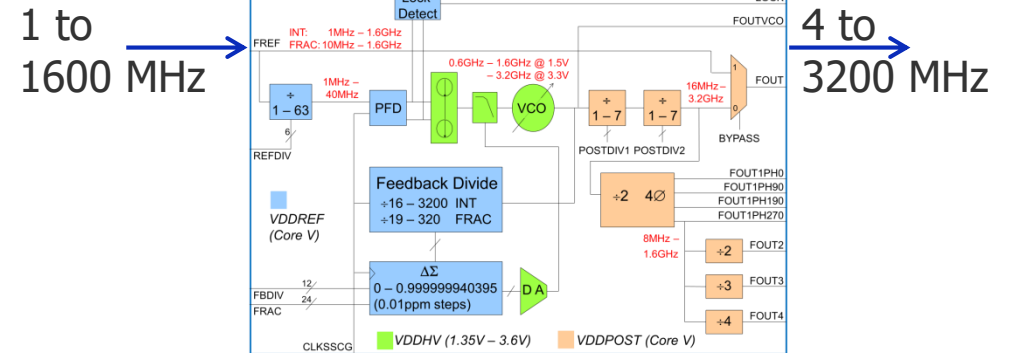 1 to
1600 MHz
Detect
FOUTVCO
INT: 1MHz – 1.6GHz
FREF
FRAC: 10MHz – 1.6GHz
4 to
3200 MHz
÷
1 – 63
6
REFDIV
1MHz –
40MHz
PFD
0.6GHz – 1.6GHz @ 1.5V
– 3.2GHz @ 3.3V
VCO
÷
1 – 7
÷
1 – 7
POSTDIV1 POSTDIV2
16MHz–
3.2GHz
1
0
FOUT
BYPASS
Feedback Divide
÷16 – 3200 INT
÷19 – 320 FRAC
VDDREF
(Core V)
÷2 4∅
FOUT1PH0
FOUT1PH90
FOUT1PH190
FOUT1PH270
8MHz –
1.6GHz
÷2
FOUT2
÷3
FOUT3
÷4
FOUT4
ΔΣ
0 – 0.999999940395
(0.01ppm steps)
D A
12
FBDIV
24
FRAC
CLKSSCG
VDDHV (1.35V – 3.6V)
VDDPOST (Core V)